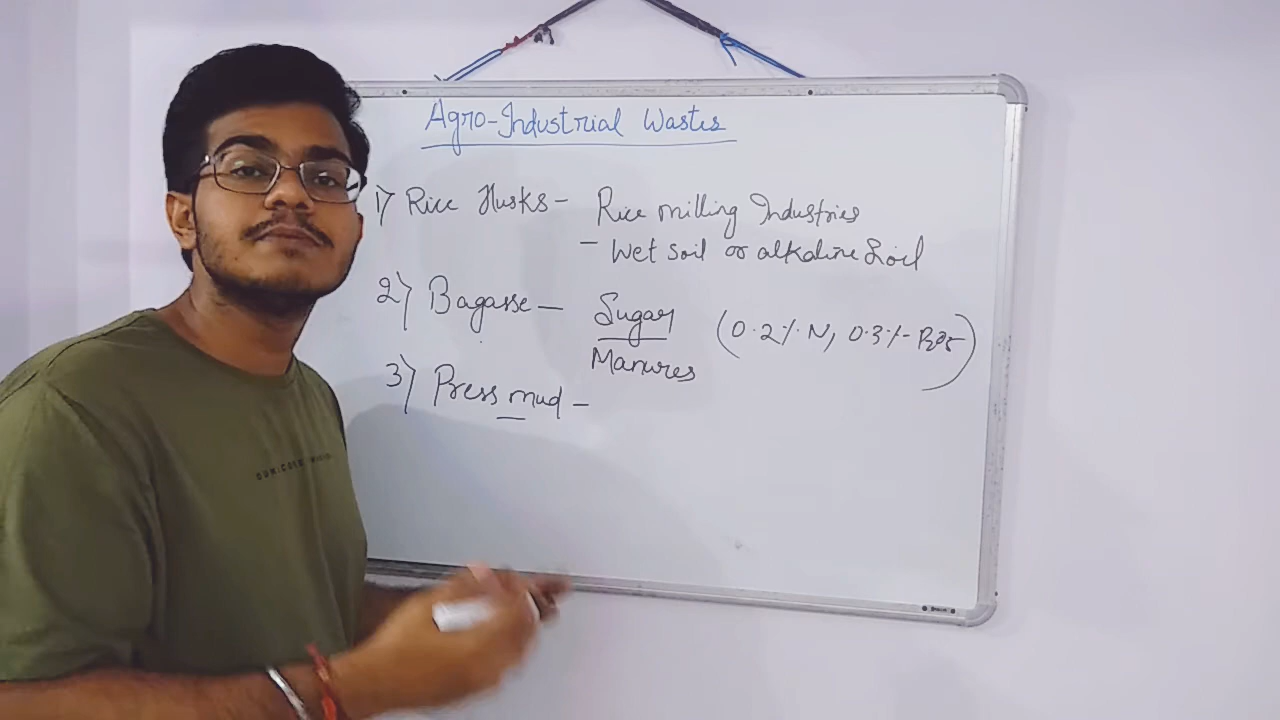 Agro-Industrial Wastes
1) Rice Husks - Rice milling Industries
- Wet soil or alkaline Soil
2) Bagasse - Sugar (0.2% N, 0.3% P2O5)
Manures
3) Press mud -